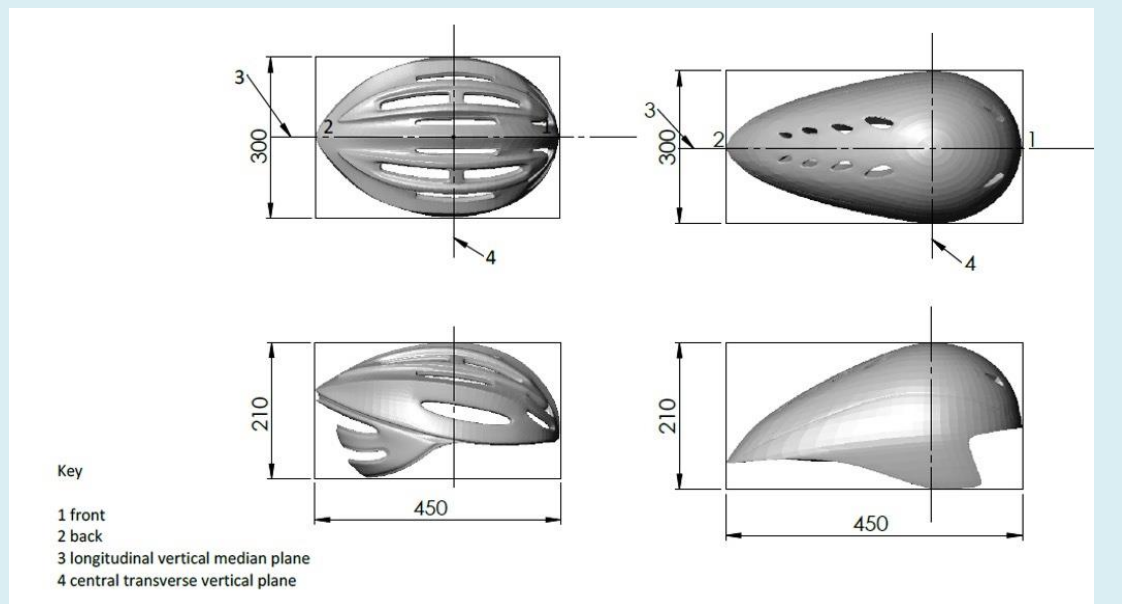 3
2
1
300
4
3
2
1
300
4
210
450
210
450
Key
1 front
2 back
3 longitudinal vertical median plane
4 central transverse vertical plane